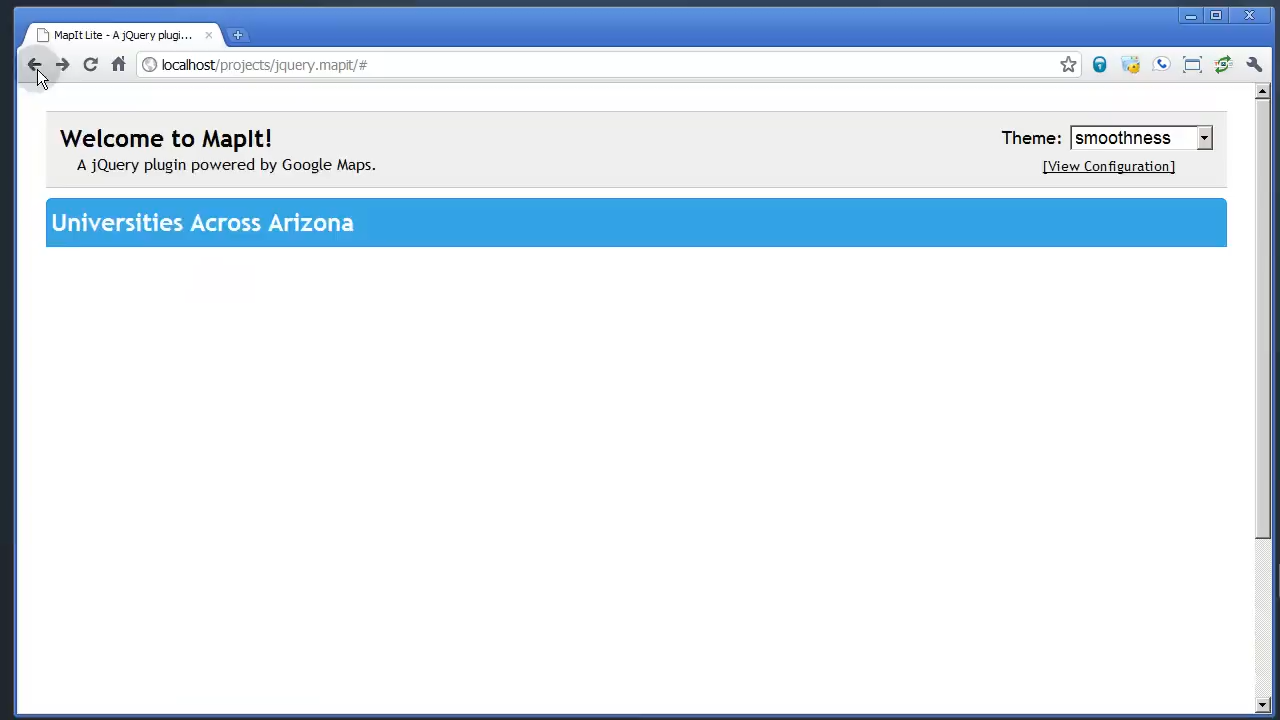 MapIt Lite - A jQuery plugi...
localhost/projects/jquery.mapit/#
Welcome to MapIt!
Theme: smoothness
A jQuery plugin powered by Google Maps.
[View Configuration]
Universities Across Arizona